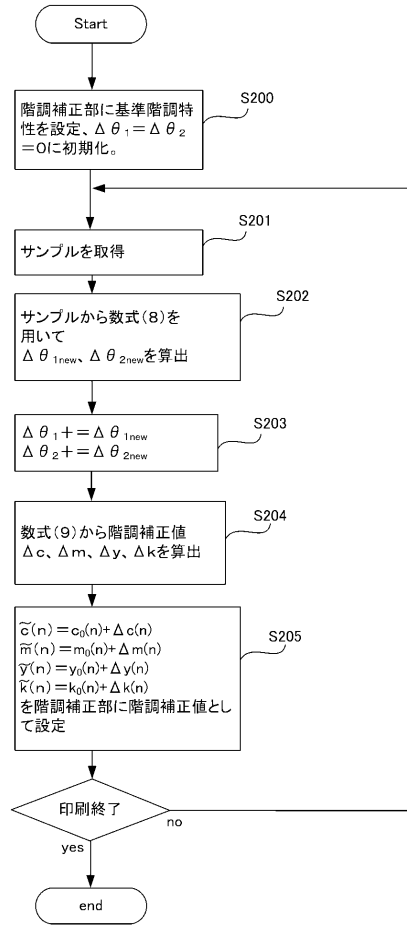 Start
S200
階調補正部に基準階調特
性を設定、Δθ₁=Δθ₂
=0に初期化。
S201
サンプルを取得
S202
サンプルから数式(8)を
用いて
Δθ₁new、Δθ₂newを算出
S203
Δθ₁+=Δθ₁new
Δθ₂+=Δθ₂new
S204
数式(9)から階調補正値
Δc、Δm、Δy、Δkを算出
S205
c̃(n)=c₀(n)+Δc(n)
m̃(n)=m₀(n)+Δm(n)
ỹ(n)=y₀(n)+Δy(n)
k̃(n)=k₀(n)+Δk(n)
を階調補正部に階調補正値とし
て設定
印刷終了
no
yes
end